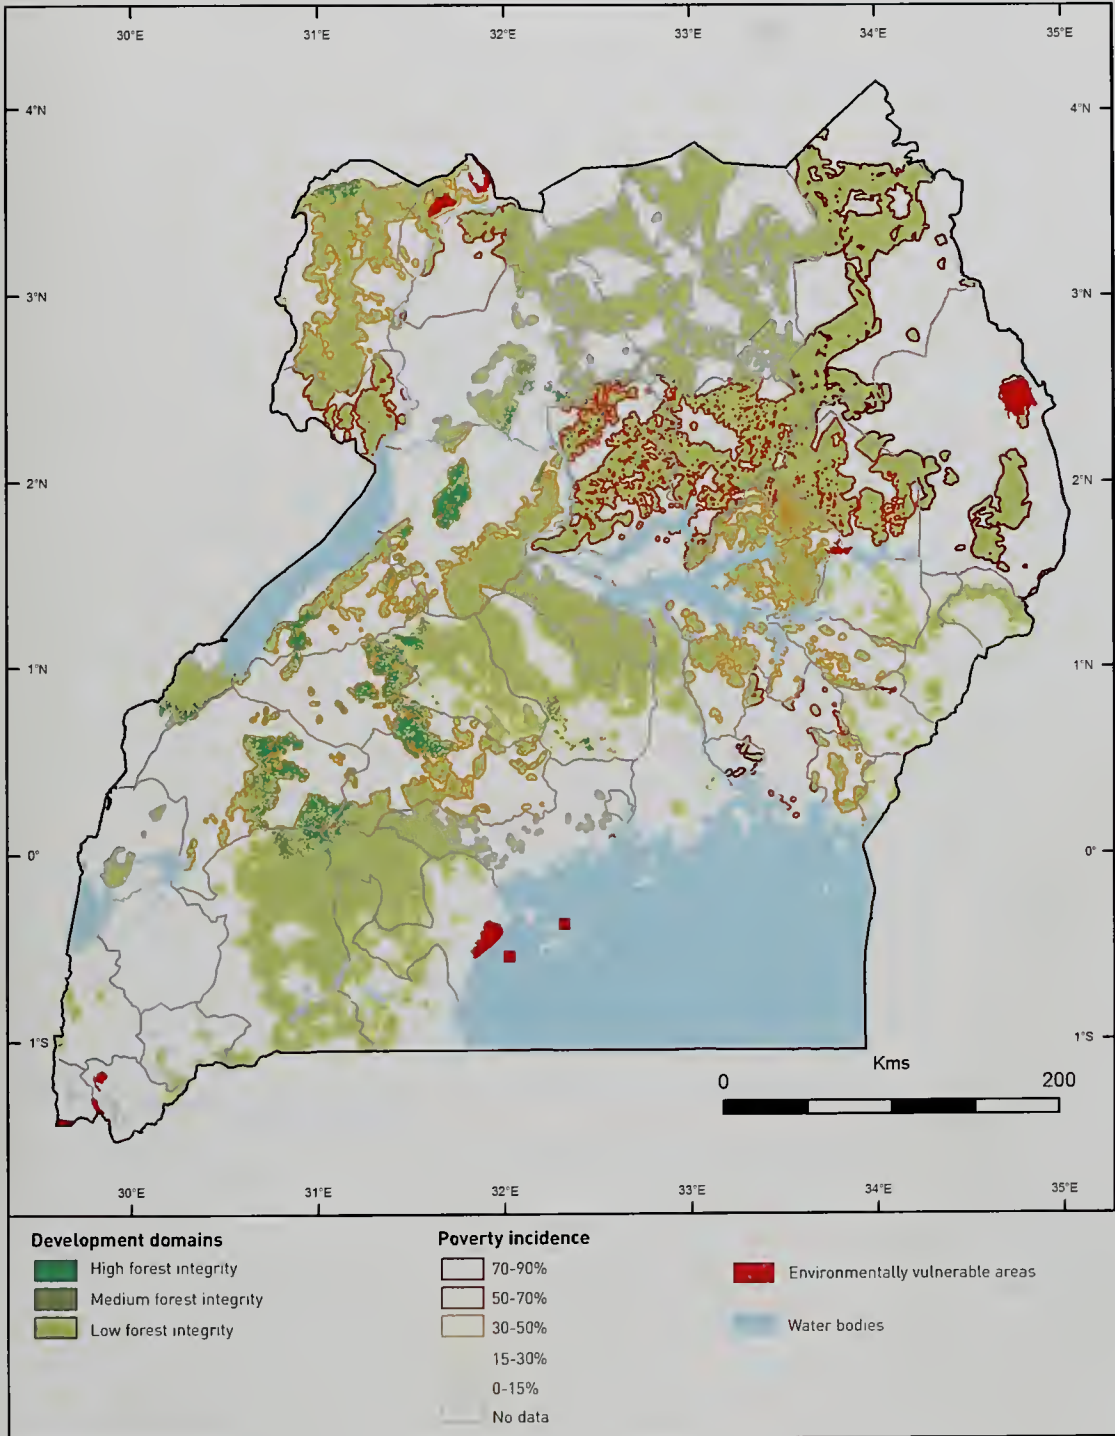 30°E 31°E 32°E 33°E 34°E 35°E
4°N 4°N
3°N 3°N
2°N 2°N
1°N 1°N
0° 0°
1°S 1°S
Kms
0 200
30°E 31°E 32°E 33°E 34°E 35°E
Development domains
High forest integrity
Medium forest integrity
Low forest integrity
Poverty incidence
70-90%
50-70%
30-50%
15-30%
0-15%
No data
Environmentally vulnerable areas
Water bodies